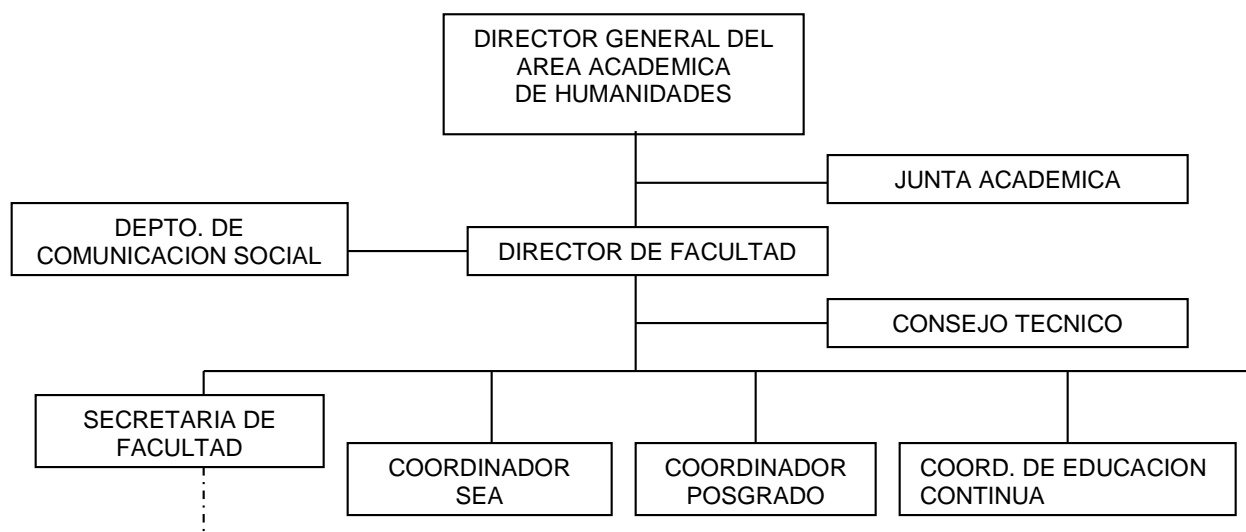 DIRECTOR GENERAL DEL
AREA ACADEMICA
DE HUMANIDADES
JUNTA ACADEMICA
DEPTO. DE
COMUNICACION SOCIAL
DIRECTOR DE FACULTAD
CONSEJO TECNICO
SECRETARIA DE
FACULTAD
COORDINADOR
SEA
COORDINADOR
POSGRADO
COORD. DE EDUCACION
CONTINUA